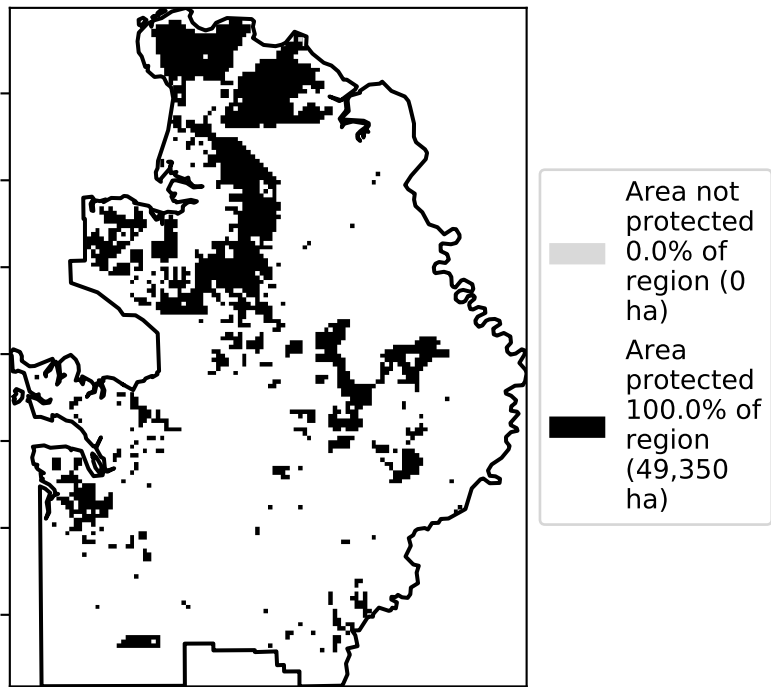 Area not
protected
0.0% of
region (0
ha)
Area
protected
100.0% of
region
(49,350
ha)